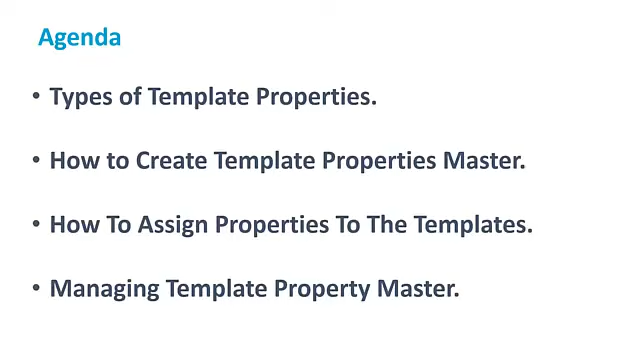 Agenda
• Types of Template Properties.
• How to Create Template Properties Master.
• How To Assign Properties To The Templates.
• Managing Template Property Master.